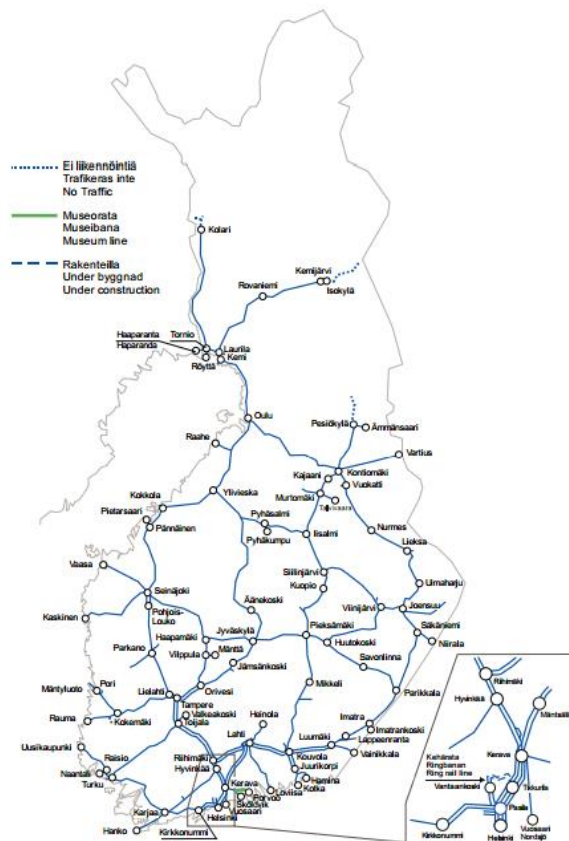 Ei liikennöintiä
Trafikeras inte
No Traffic
Museorata
Museibana
Museum line
Rakenteilla
Under byggnad
Under construction
Kolari
Kemijärvi
Isokylä
Rovaniemi
Haaparanta
Haparanda
Tornio
Laurila
Kemi
Röyttä
Oulu
Pesiökylä
Ämmänsaari
Raahe
Vartius
Kontiomäki
Kajaani
Vuokatti
Murtomäki
Talvivaara
Ylivieska
Kokkola
Pietarsaari
Pännäinen
Pyhäsalmi
Pyhäkumpu
Iisalmi
Nurmes
Lieksa
Vaasa
Siilinjärvi
Kuopio
Uimaharju
Seinäjoki
Pohjois-
Louko
Äänekoski
Viinijärvi
Joensuu
Kaskinen
Haapamäki
Jyväskylä
Pieksämäki
Huutokoski
Säkäniemi
Niirala
Parkano
Vilppula
Mänttä
Jämsänkoski
Savonlinna
Mäntyluoto
Pori
Lielahti
Orivesi
Mikkeli
Parikkala
Tampere
Valkeakoski
Toijala
Rauma
Kokemäki
Heinola
Imatra
Imatrankoski
Uusikaupunki
Lahti
Luumäki
Lappeenranta
Vainikkala
Kouvola
Raisio
Naantali
Turku
Riihimäki
Hyvinkää
Juurikorpi
Hamina
Kotka
Loviisa
Kerava
Porvoo
Sköldvik
Vuosaari
Helsinki
Karjaa
Hanko
Kirkkonummi
Riihimäki
Hyvinkää
Mäntsälä
Kerava
Kehärata
Ringbanan
Ring rail line
Vantaankoski
Tikkurila
Pasila
Kirkkonummi
Helsinki
Vuosaari
Nordsjö